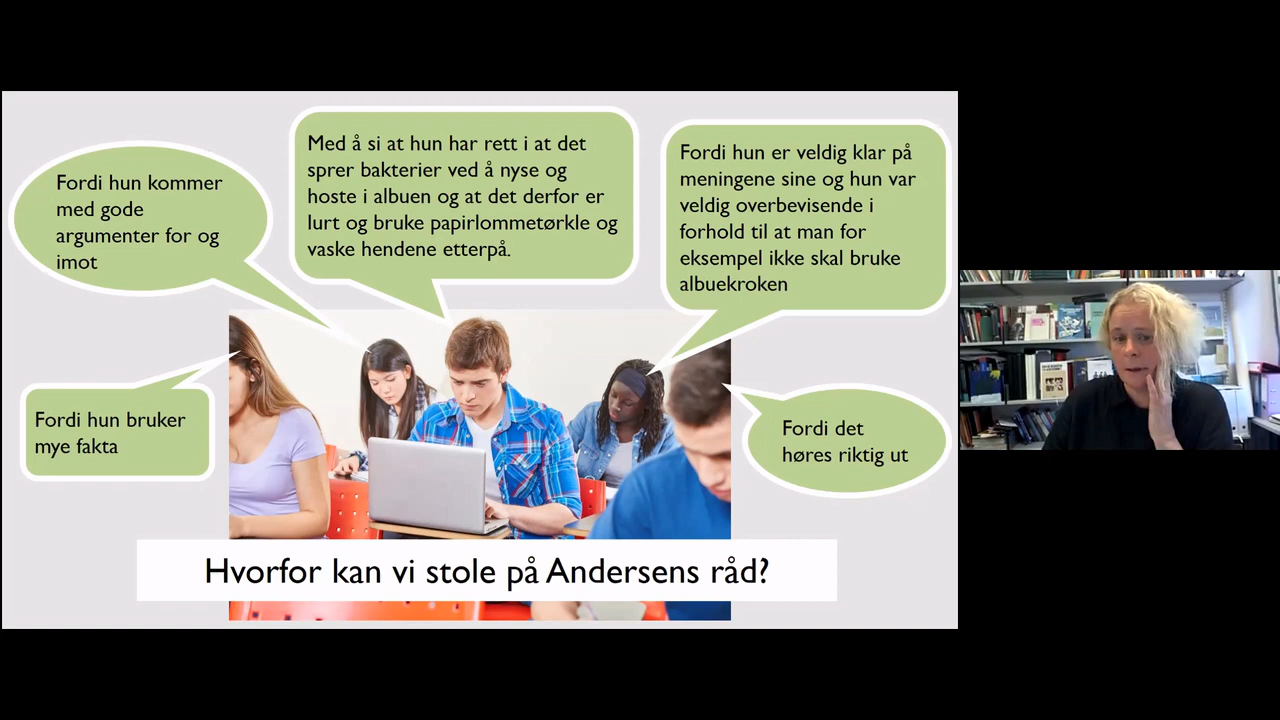 Fordi hun kommer
med gode
argumenter for og
imot
Med å si at hun har rett i at det
sprer bakterier ved å nyse og
hoste i albuen og at det derfor er
lurt og bruke papirlommetørkle og
vaske hendene etterpå.
Fordi hun er veldig klar på
meningene sine og hun var
veldig overbevisende i
forhold til at man for
eksempel ikke skal bruke
albuekroken
Fordi hun bruker
mye fakta
Fordi det
høres riktig ut
Hvorfor kan vi stole på Andersens råd?